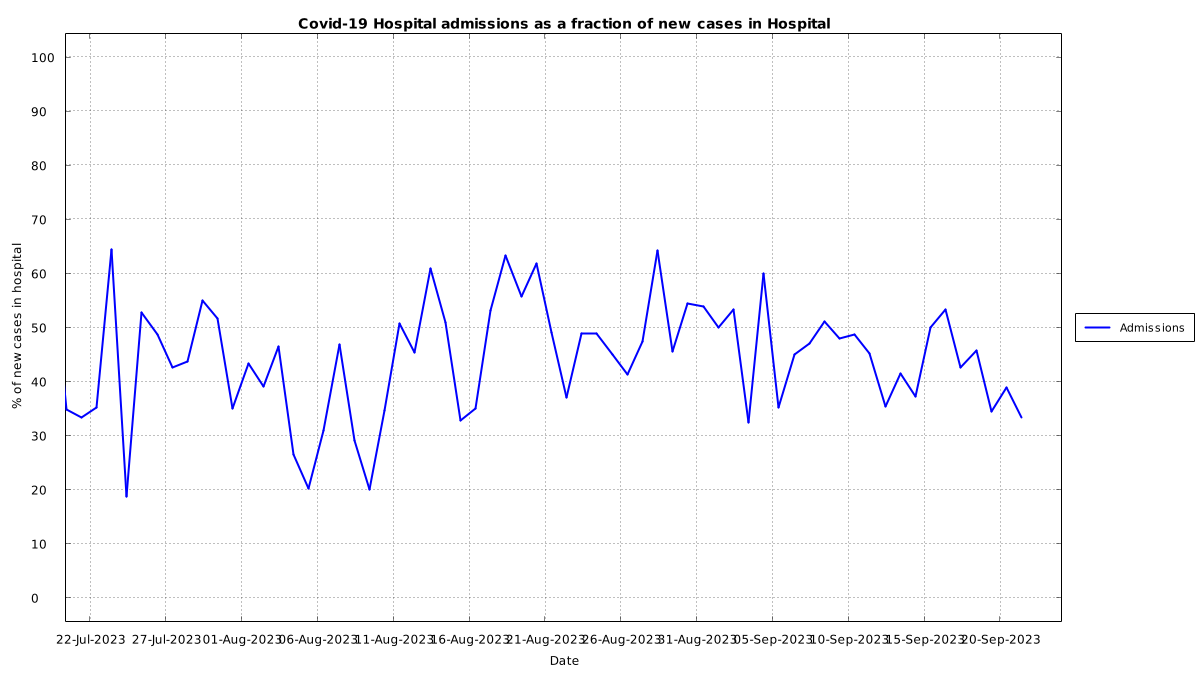 Covid-19 Hospital admissions as a fraction of new cases in Hospital
100
90
80
70
60
50
40
30
20
10
0
% of new cases in hospital
22-Jul-2023 27-Jul-2023 01-Aug-2023 06-Aug-2023 11-Aug-2023 16-Aug-2023 21-Aug-2023 26-Aug-2023 31-Aug-2023 05-Sep-2023 10-Sep-2023 15-Sep-2023 20-Sep-2023
Date
Admissions